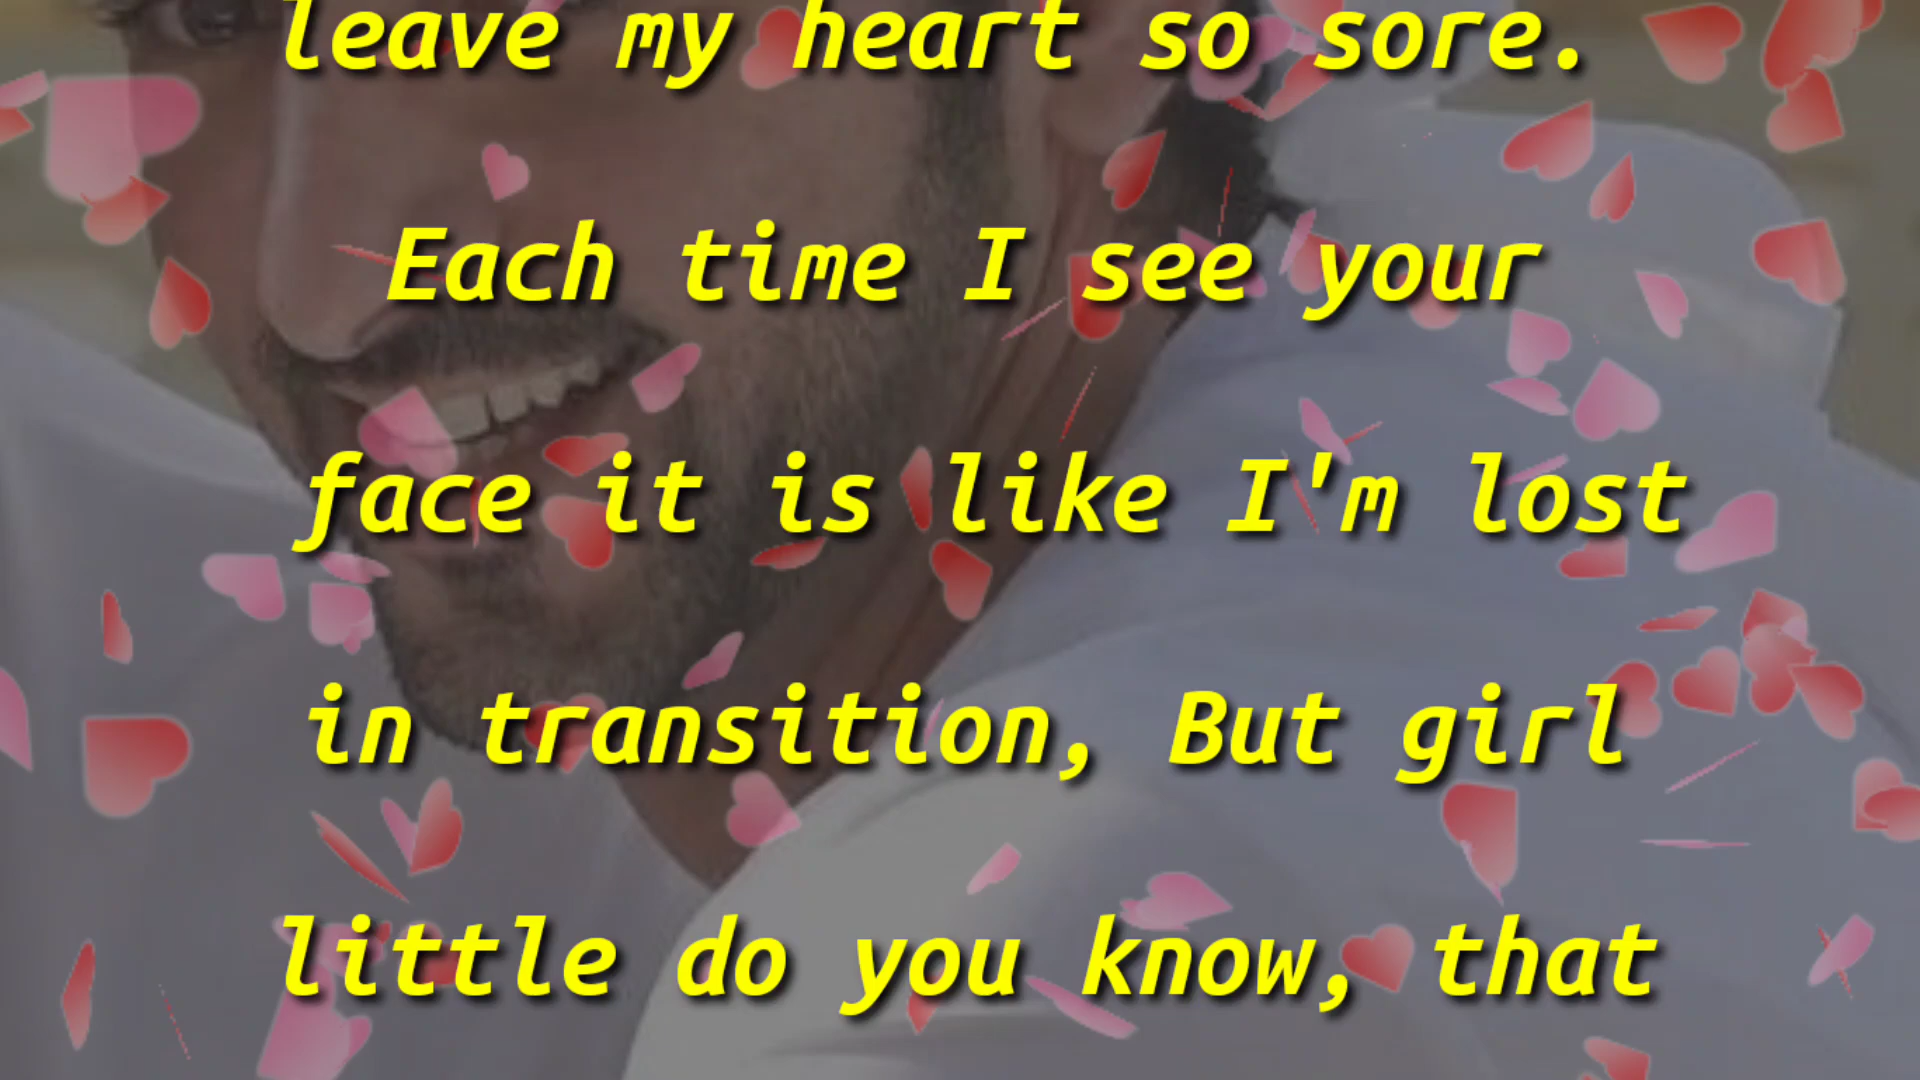 leave my heart so sore.
Each time I see your
face it is like I'm lost
in transition, But girl
little do you know, that